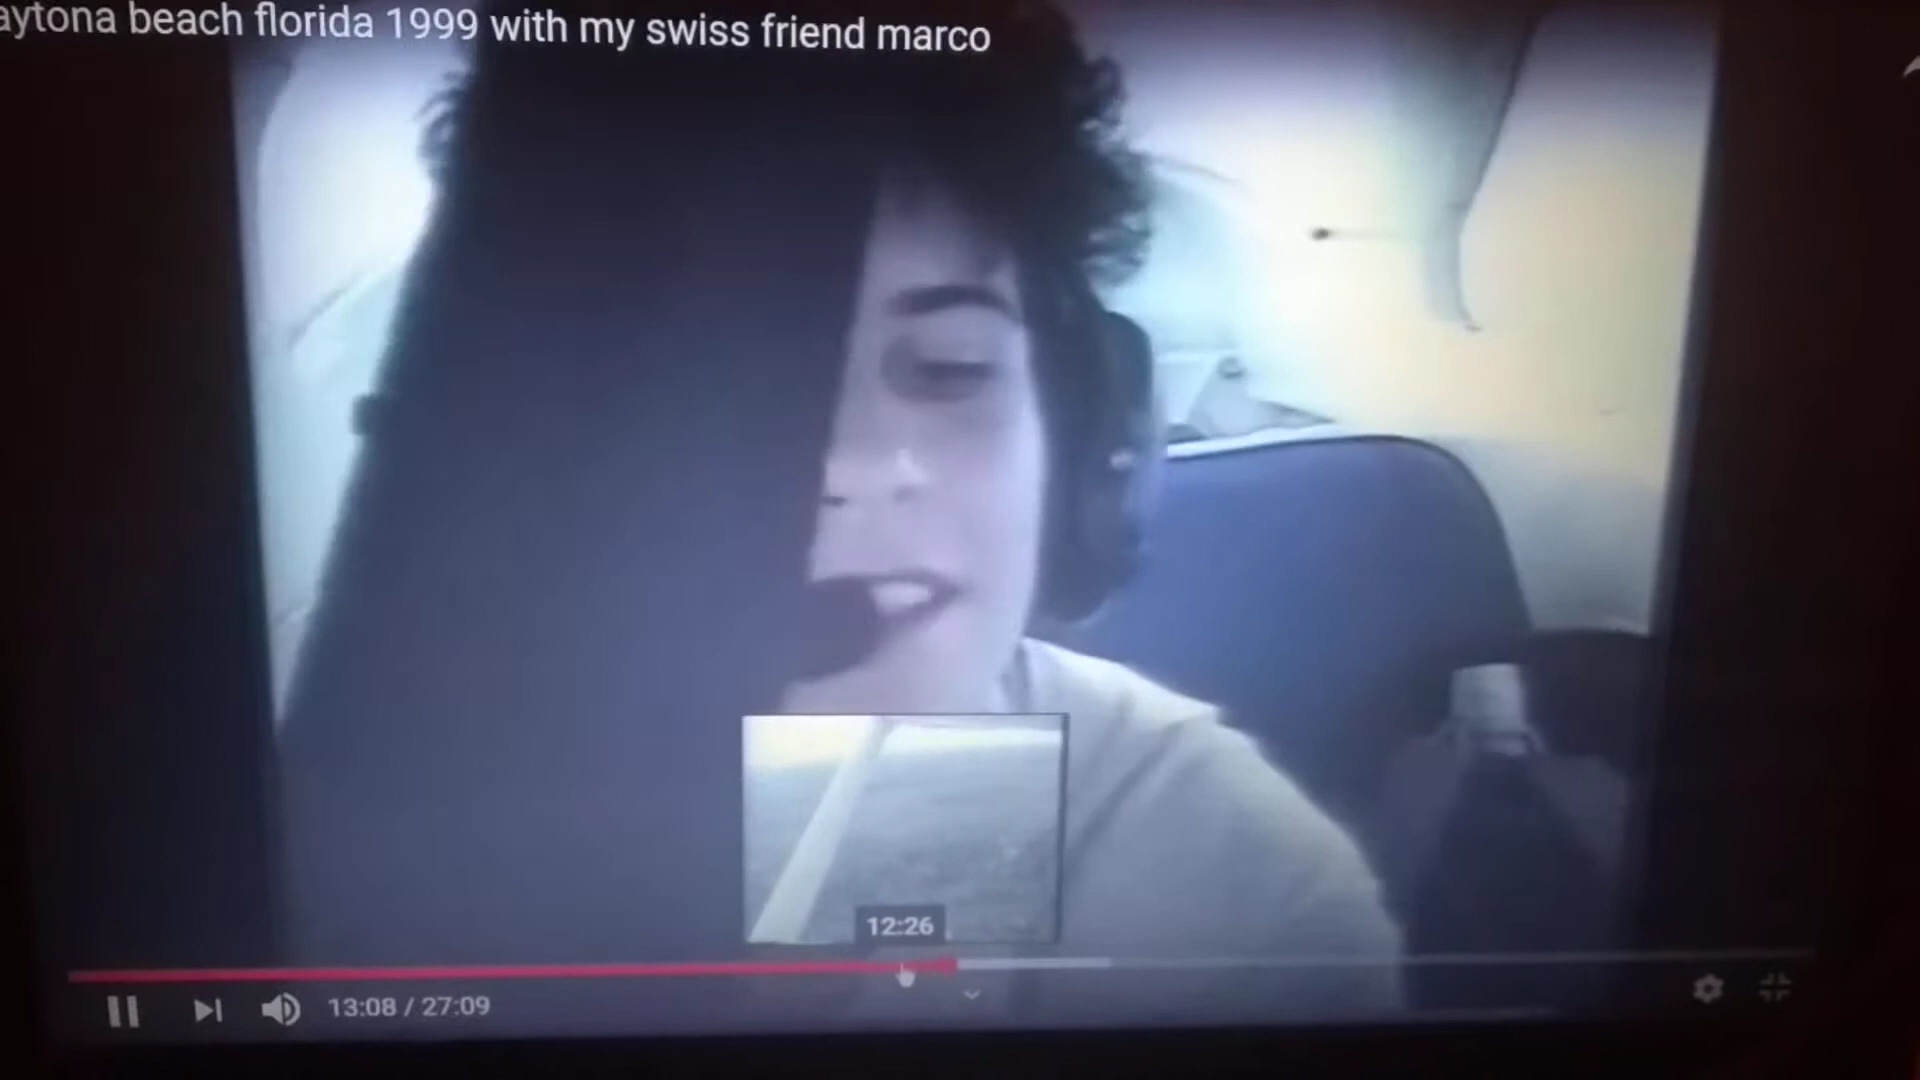 aytona beach florida 1999 with my swiss friend marco
12:26
13:08 / 27:09